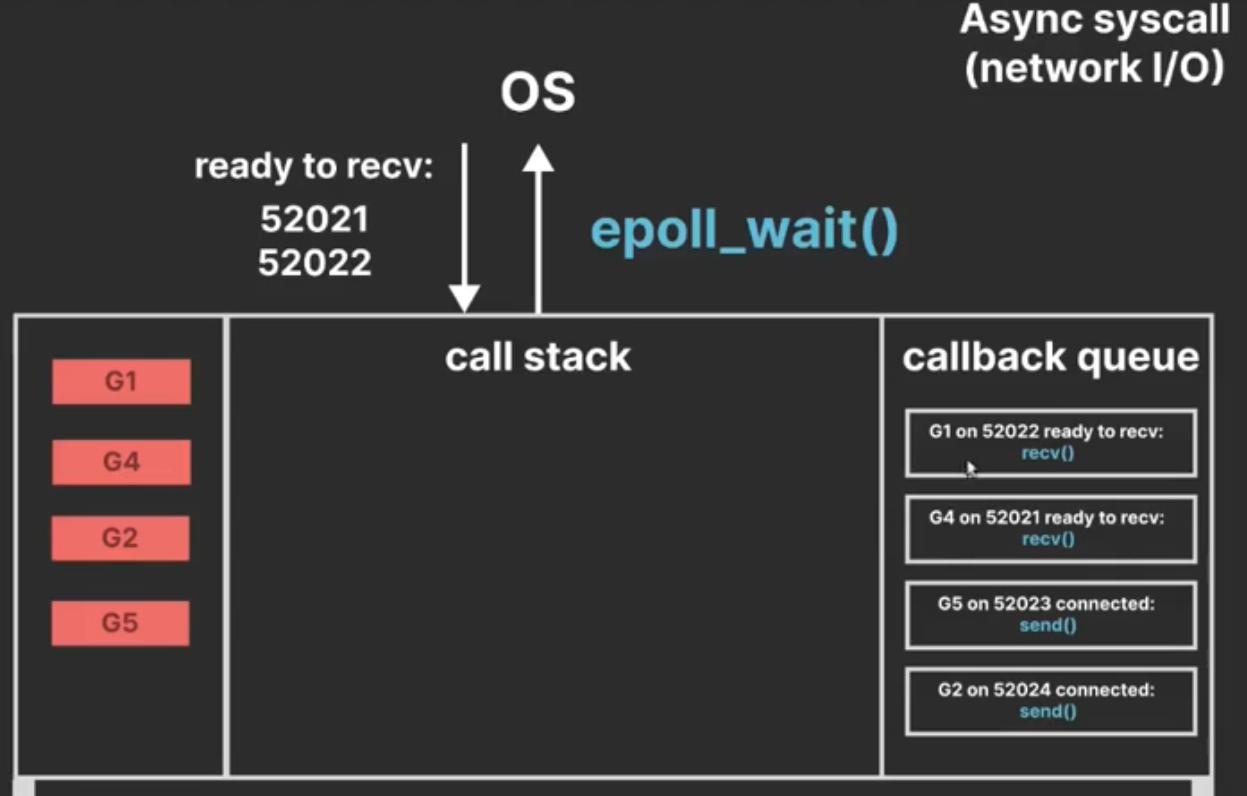 Async syscall
(network I/O)
OS
ready to recv:
52021
52022
epoll_wait()
G1
G4
G2
G5
call stack
callback queue
G1 on 52022 ready to recv:
recv()
G4 on 52021 ready to recv:
recv()
G5 on 52023 connected:
send()
G2 on 52024 connected:
send()